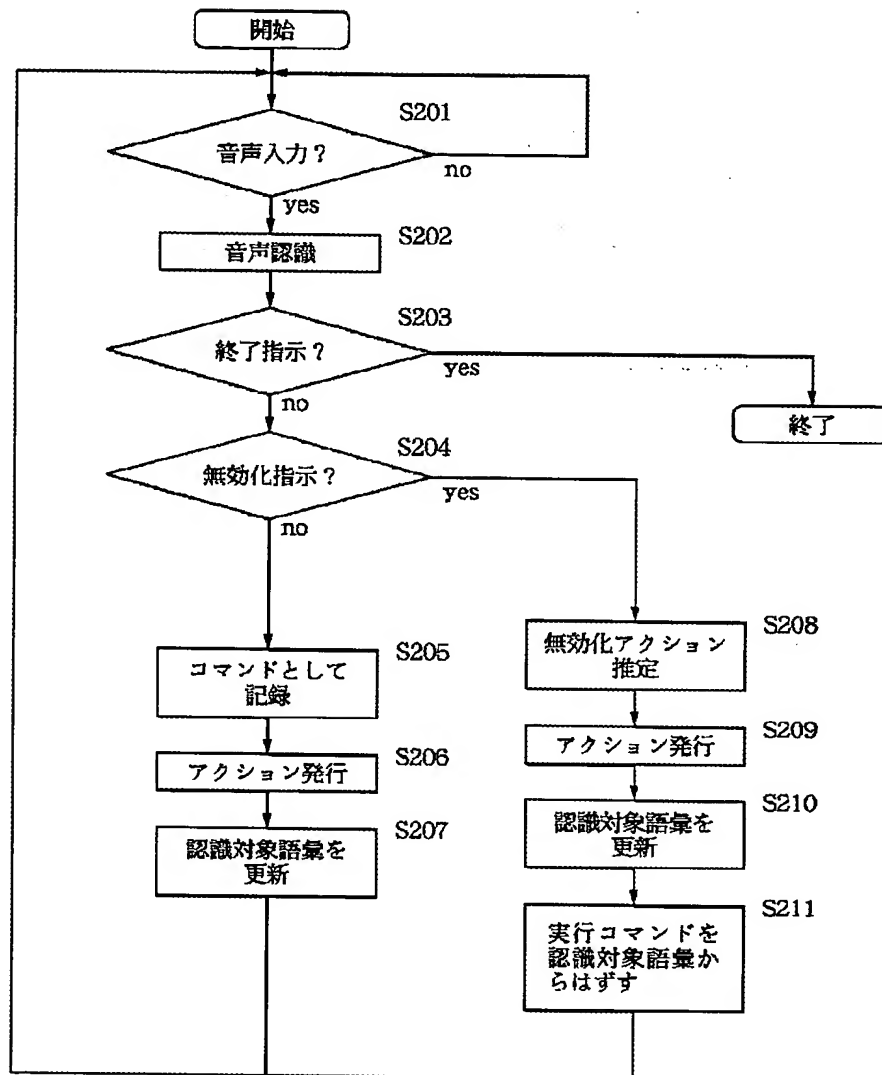 開始
S201
音声入力？
no
yes
S202
音声認識
S203
終了指示？
yes
no
終了
S204
無効化指示？
yes
no
S205
コマンドとして
記録
S206
アクション発行
S207
認識対象語彙を
更新
S208
無効化アクション
推定
S209
アクション発行
S210
認識対象語彙を
更新
S211
実行コマンドを
認識対象語彙か
らはずす